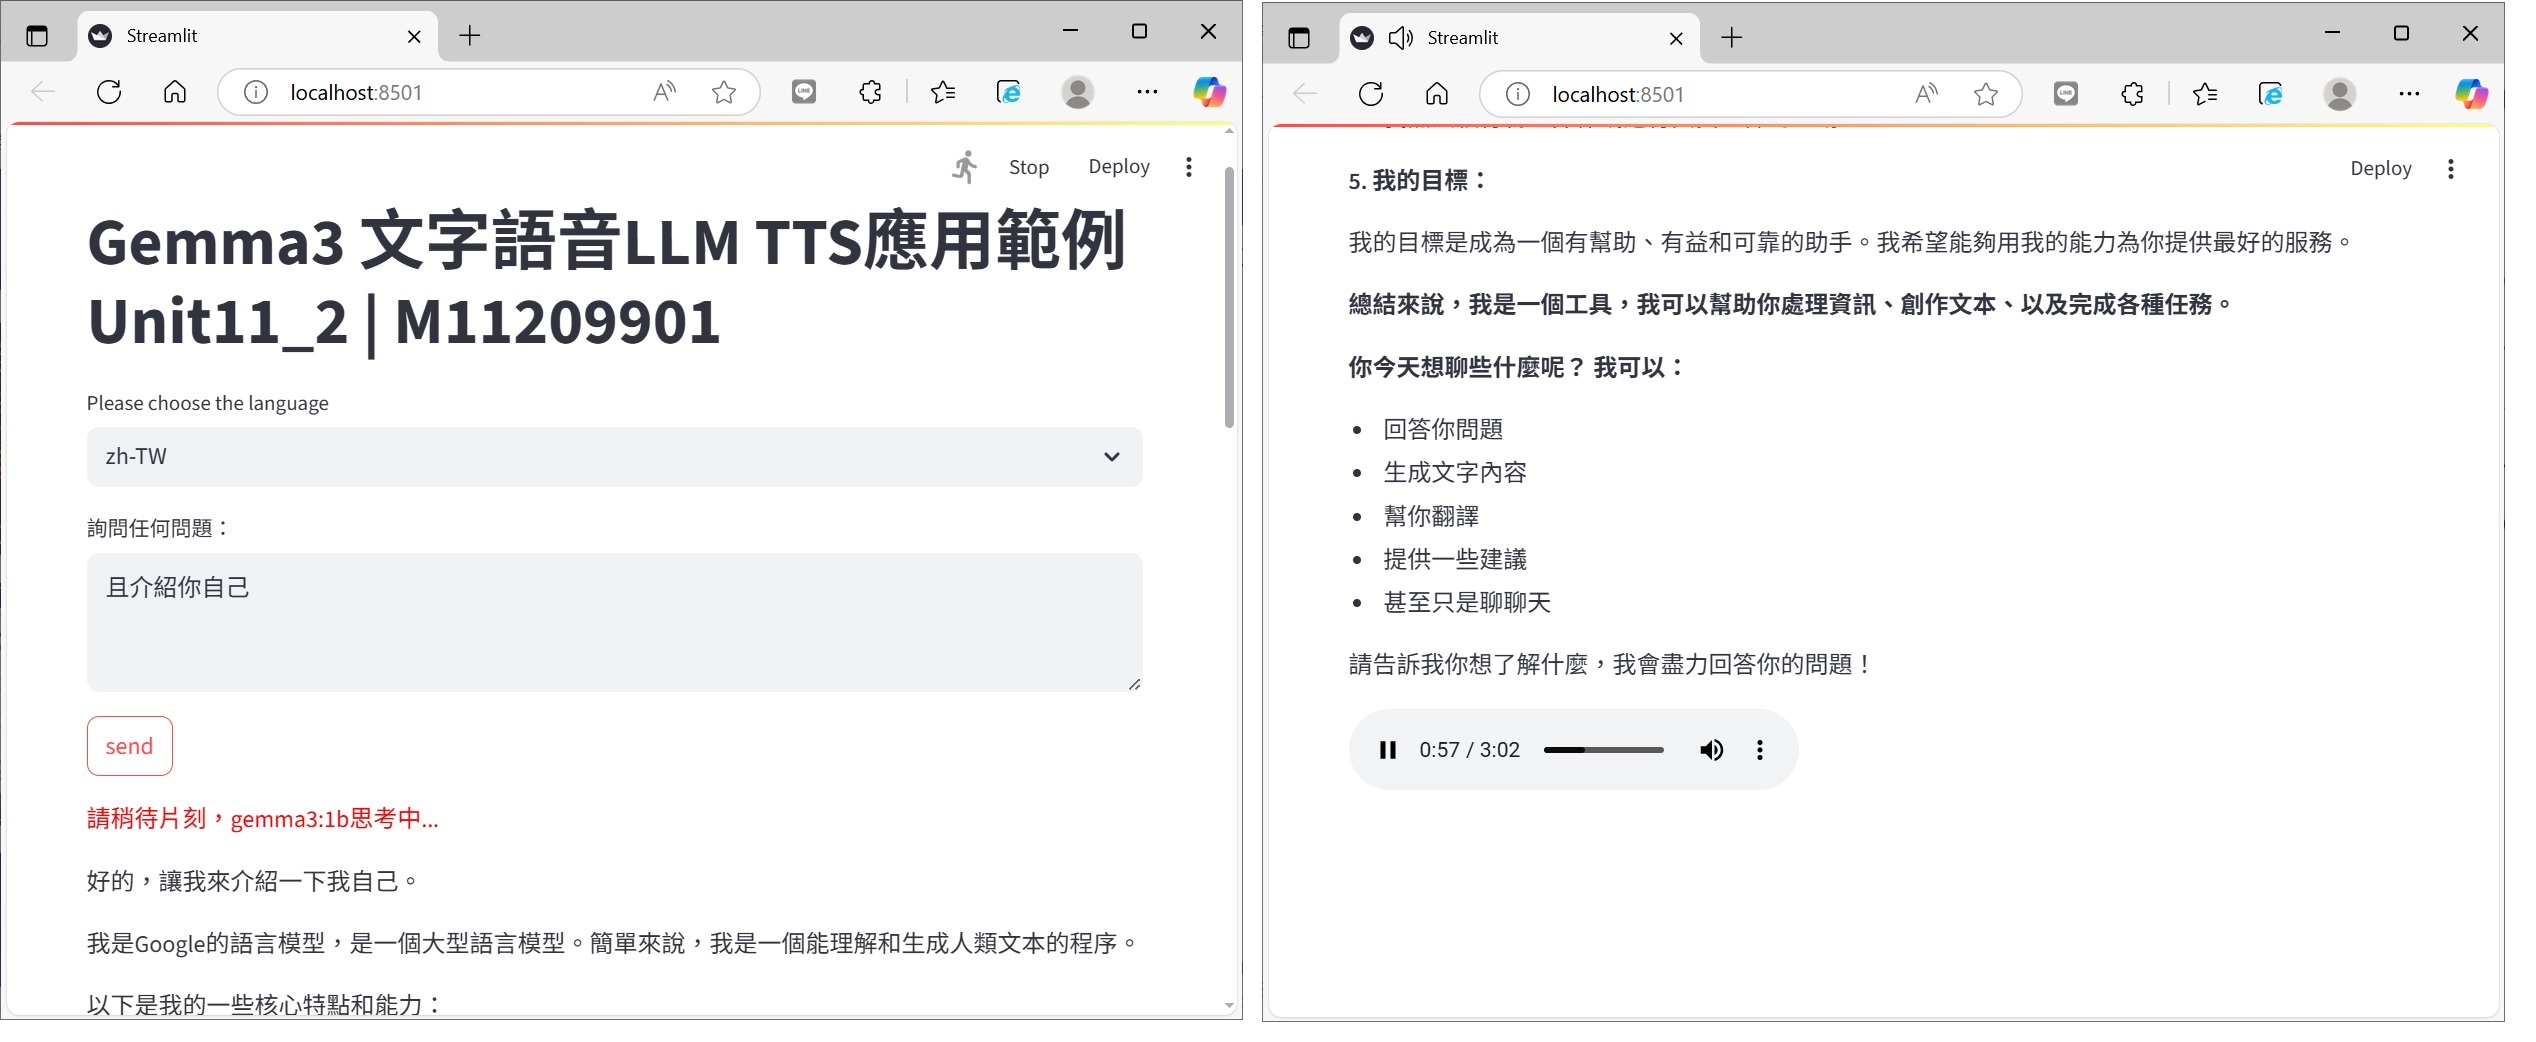 Streamlit
localhost:8501
Stop
Deploy
Gemma3 文字語音LLM TTS應用範例
Unit11_2 | M11209901
Please choose the language
zh-TW
詢問任何問題：
且介紹你自己
send
請稍待片刻，gemma3:1b思考中...
好的，讓我來介紹一下我自己。
我是Google的語言模型，是一個大型語言模型。簡單來說，我是一個能理解和生成人類文本的程序。
以下是我的一些核心特點和能力：
Streamlit
localhost:8501
Deploy
5. 我的目標：
我的目標是成為一個有幫助、有益和可靠的助手。我希望能夠用我的能力為你提供最好的服務。
總結來說，我是一個工具，我可以幫助你處理資訊、創作文本、以及完成各種任務。
你今天想聊些什麼呢？ 我可以：
回答你問題
生成文字內容
幫你翻譯
提供一些建議
甚至只是聊聊天
請告訴我你想了解什麼，我會盡力回答你的問題！
0:57 / 3:02